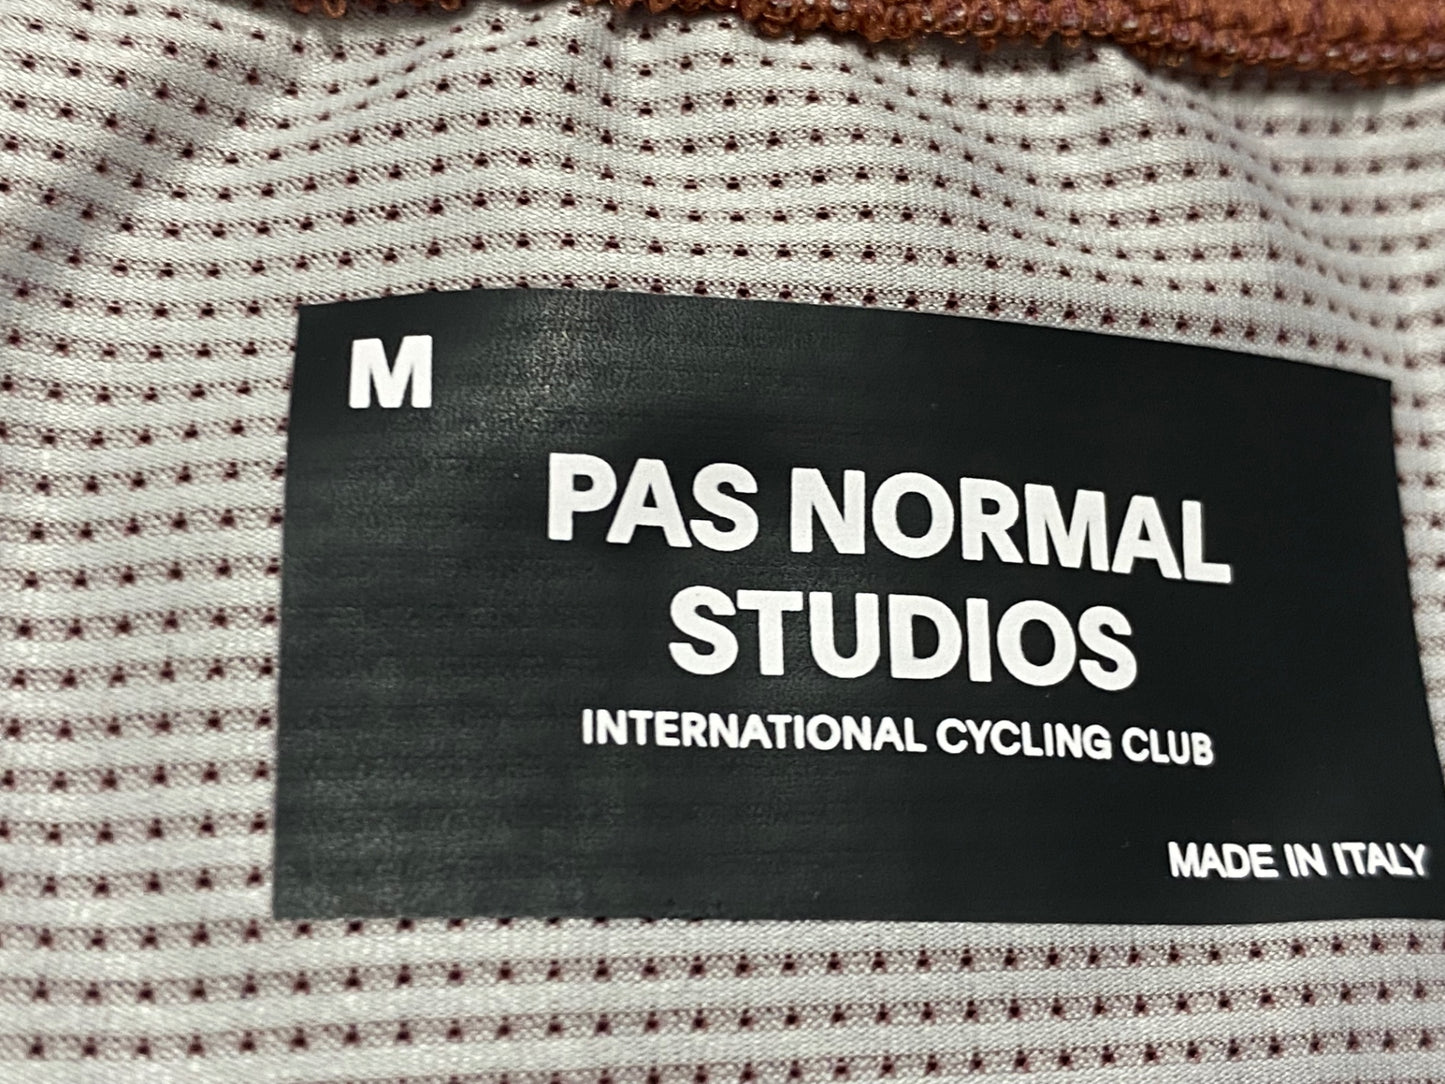 M
PAS NORMAL
STUDIOS
INTERNATIONAL CYCLING CLUB
MADE IN ITALY